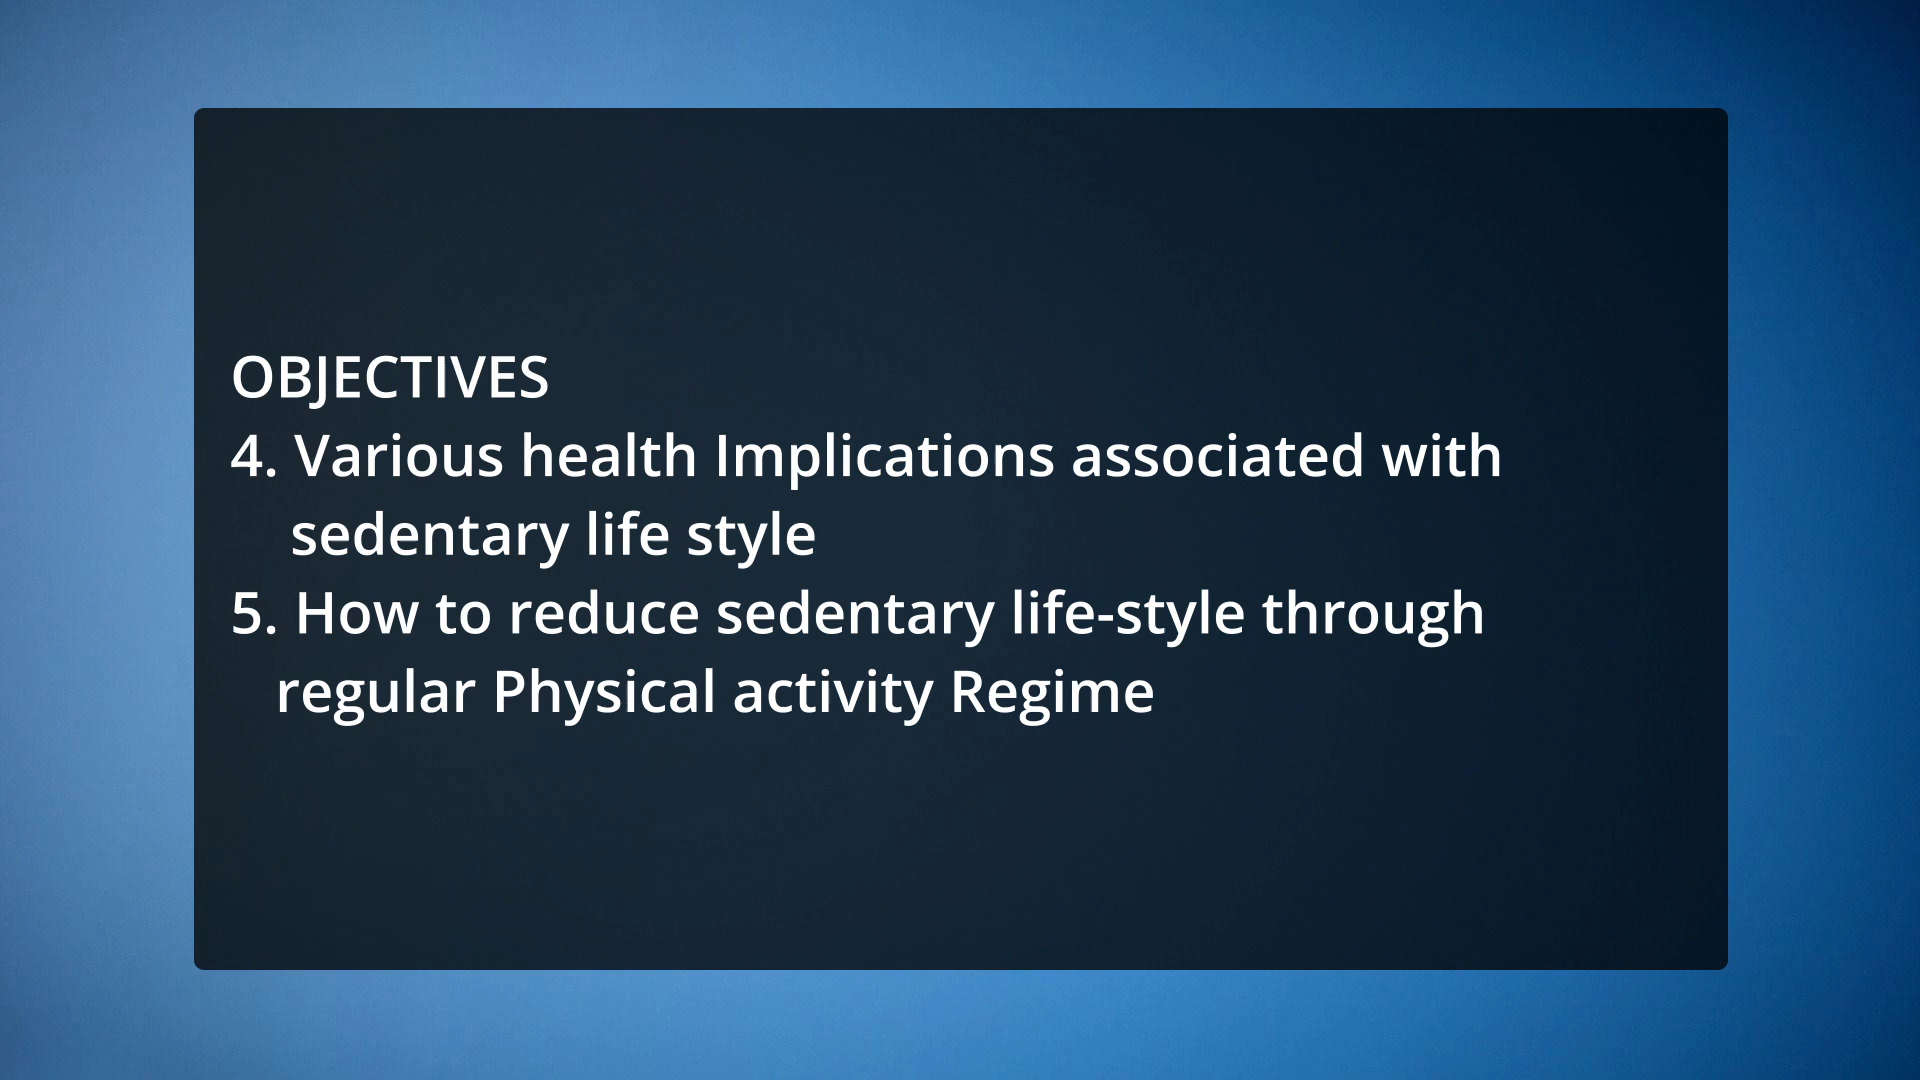 OBJECTIVES
4. Various health Implications associated with
sedentary life style
5. How to reduce sedentary life-style through
regular Physical activity Regime